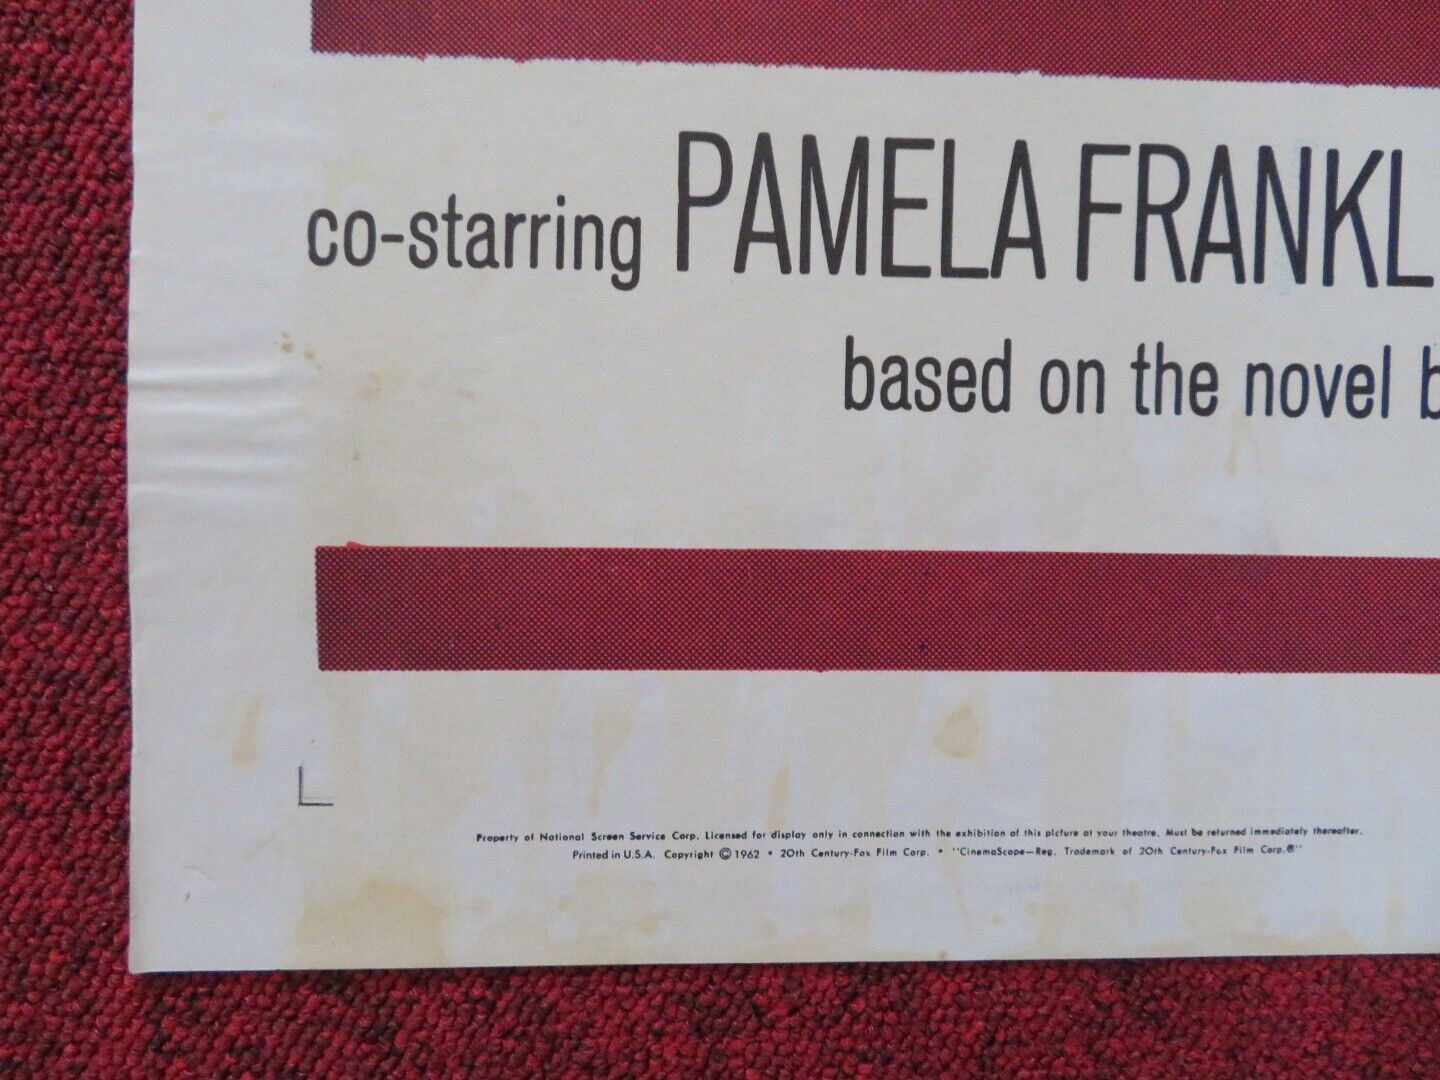 co-starring PAMELA FRANKL
based on the novel b
Property of National Screen Service Corp. Licensed for display only in connection with the exhibition of this picture at your theatre. Must be returned immediately thereafter.
Printed in U.S.A. Copyright © 1962 • 20th Century-Fox Film Corp. • "CinemaScope—Reg. Trademark of 20th Century-Fox Film Corp.®"